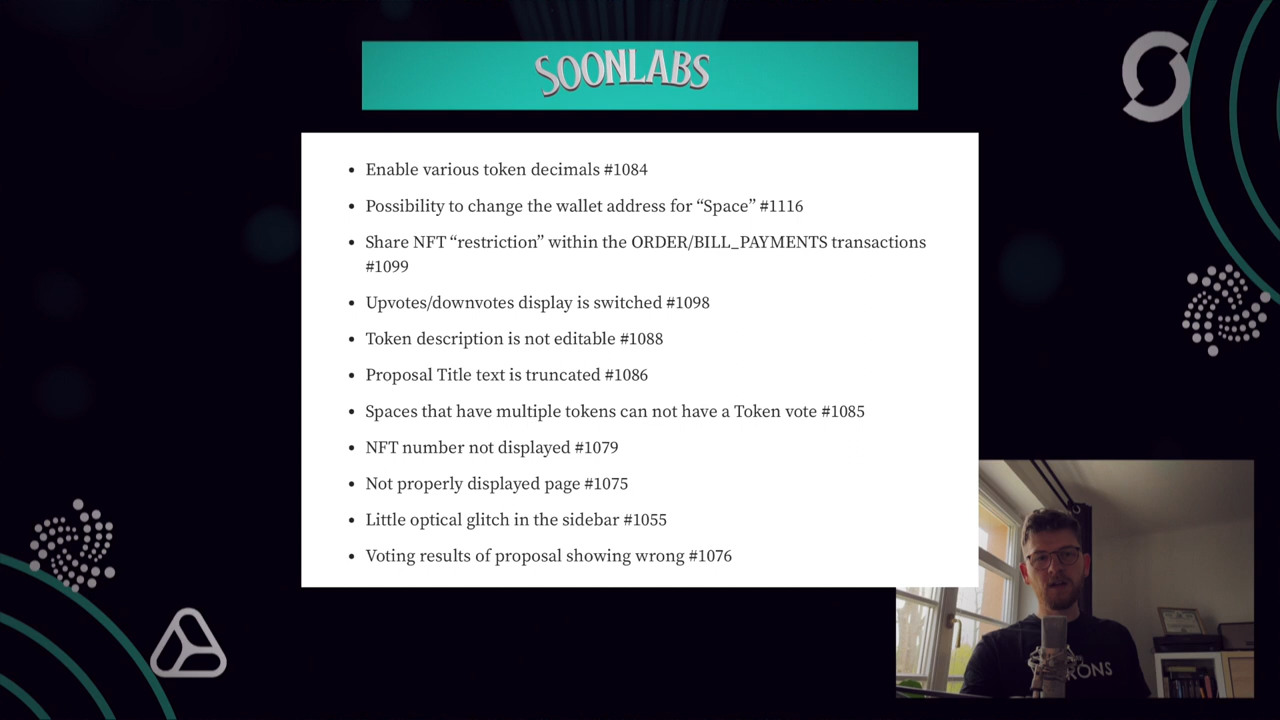 SOONLABS
• Enable various token decimals #1084
• Possibility to change the wallet address for “Space” #1116
• Share NFT “restriction” within the ORDER/BILL_PAYMENTS transactions
#1099
• Upvotes/downvotes display is switched #1098
• Token description is not editable #1088
• Proposal Title text is truncated #1086
• Spaces that have multiple tokens can not have a Token vote #1085
• NFT number not displayed #1079
• Not properly displayed page #1075
• Little optical glitch in the sidebar #1055
• Voting results of proposal showing wrong #1076